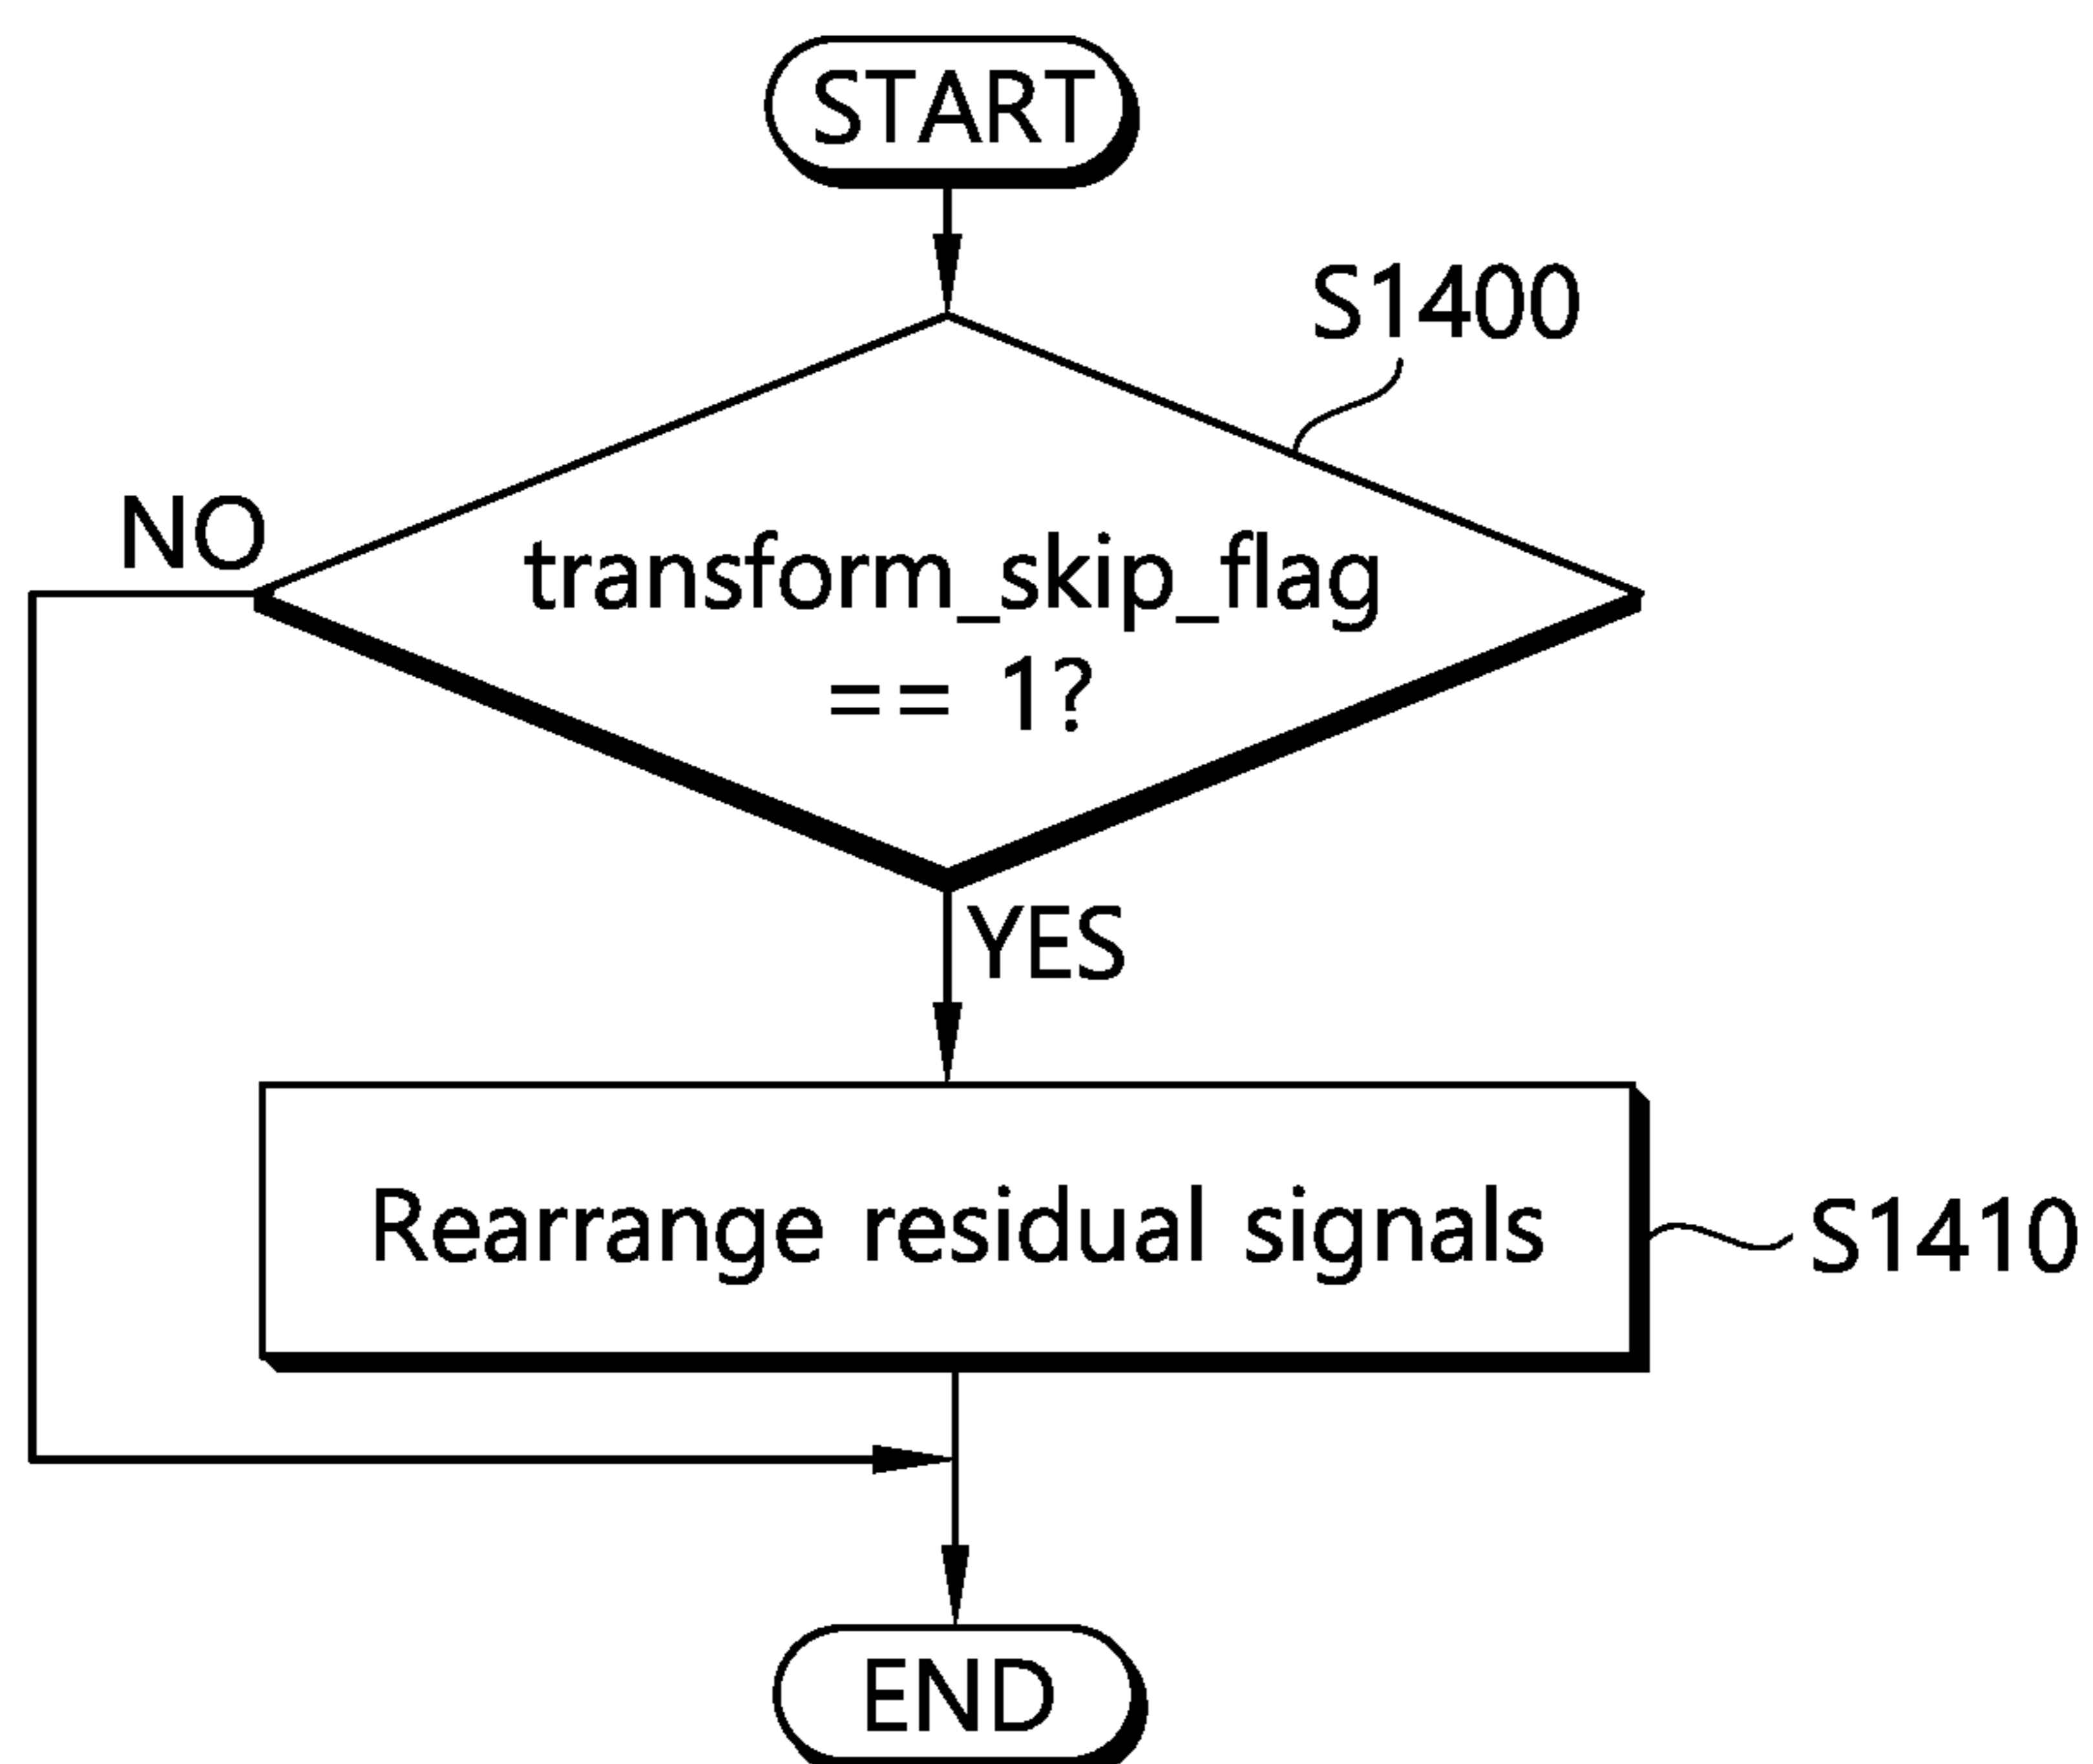 START
S1400
NO
transform_skip_flag
== 1?
YES
Rearrange residual signals
S1410
END